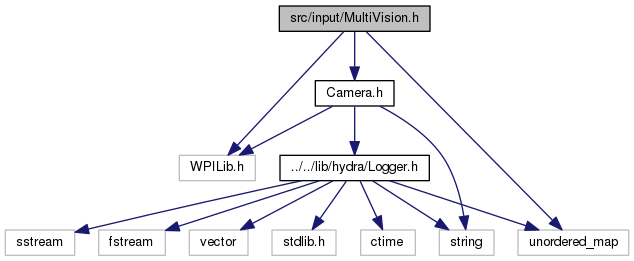 src/input/MultiVision.h
Camera.h
WPILib.h
../../lib/hydra/Logger.h
sstream
fstream
vector
stdlib.h
ctime
string
unordered_map